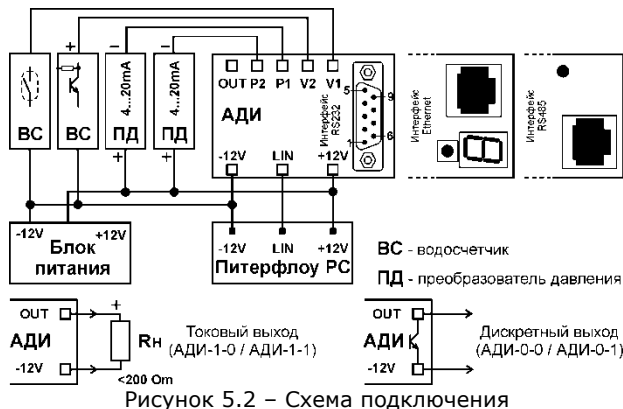 + − −
4...20mA 4...20mA
ВС ВС ПД ПД
+ +
OUT P2 P1 V2 V1
АДИ
Интерфейс RS232
5 9
1 6
-12V LIN +12V
Интерфейс Ethernet
Интерфейс RS485
-12V +12V
Блок питания
-12V LIN +12V
Питерфлоу РС
ВС - водосчетчик
ПД - преобразователь давления
OUT
АДИ
-12V
+
RН
<200 Om
Токовый выход
(АДИ-1-0 / АДИ-1-1)
OUT
АДИ
-12V
Дискретный выход
(АДИ-0-0 / АДИ-0-1)
Рисунок 5.2 – Схема подключения